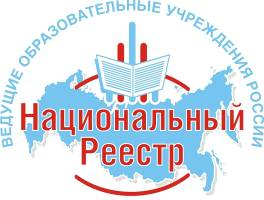 ВЕДУЩИЕ ОБРАЗОВАТЕЛЬНЫЕ УЧРЕЖДЕНИЯ РОССИИ
Национальный
Реестр